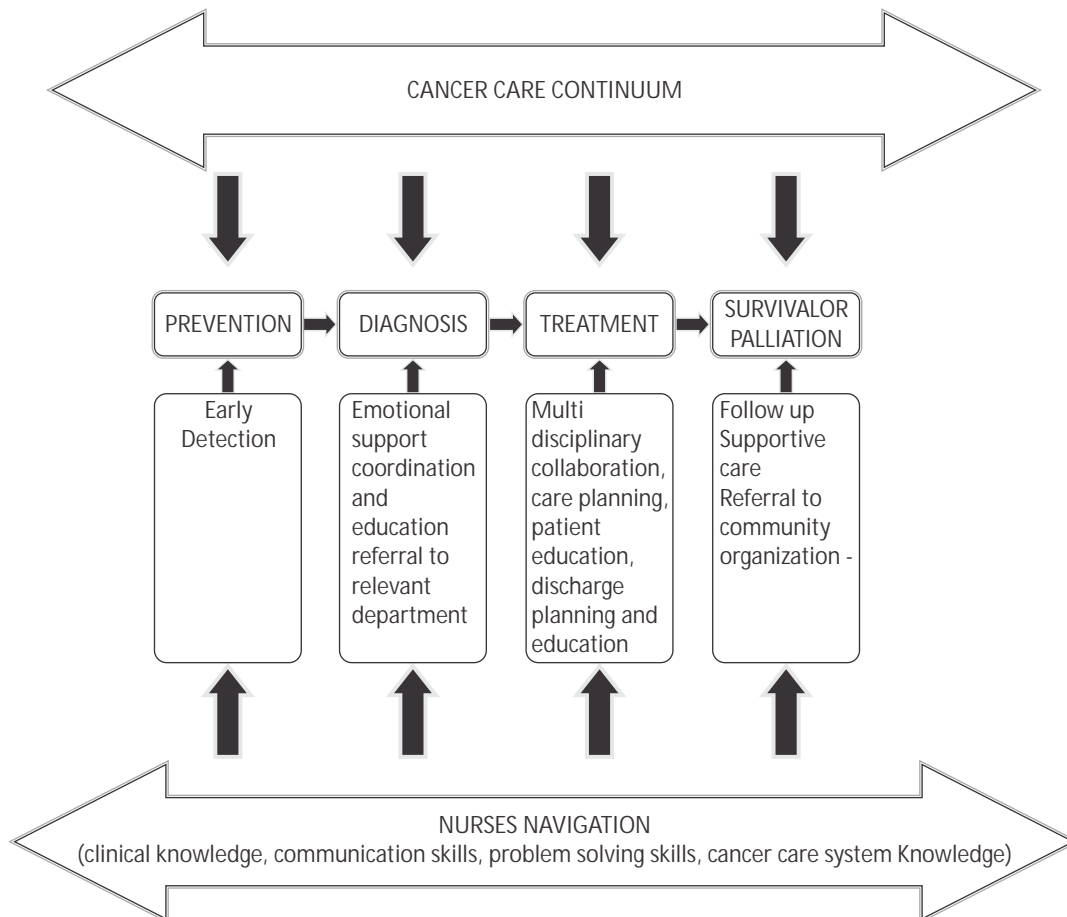 CANCER CARE CONTINUUM
PREVENTION
DIAGNOSIS
TREATMENT
SURVIVALOR
PALLIATION
Early
Detection
Emotional
support
coordination
and
education
referral to
relevant
department
Multi
disciplinary
collaboration,
care planning,
patient
education,
discharge
planning and
education
Follow up
Supportive
care
Referral to
community
organization -
NURSES NAVIGATION
(clinical knowledge, communication skills, problem solving skills, cancer care system Knowledge)